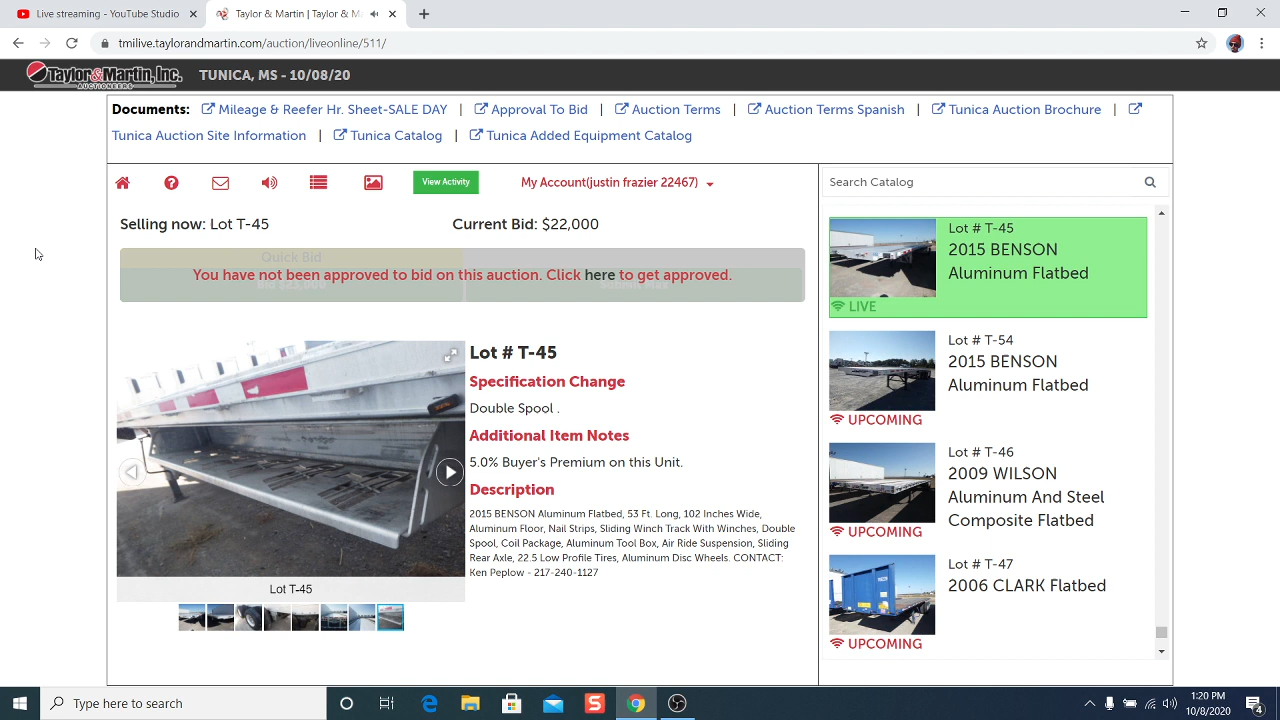 Live streaming - YouTube Studio
Taylor & Martin | Taylor & M
tmlive.taylorandmartin.com/auction/liveonline/511/
Taylor&Martin, Inc.
AUCTIONEERS
TUNICA, MS - 10/08/20
Documents: Mileage & Reefer Hr. Sheet-SALE DAY | Approval To Bid | Auction Terms | Auction Terms Spanish | Tunica Auction Brochure |
Tunica Auction Site Information | Tunica Catalog | Tunica Added Equipment Catalog
View Activity
My Account(justin frazier 22467)
Search Catalog
Selling now: Lot T-45
Current Bid: $22,000
Quick Bid
You have not been approved to bid on this auction. Click here to get approved.
Bid $23,000
Submit Max
Lot # T-45
Specification Change
Double Spool .
Additional Item Notes
5.0% Buyer's Premium on this Unit.
Description
2015 BENSON Aluminum Flatbed, 53 Ft. Long, 102 Inches Wide,
Aluminum Floor, Nail Strips, Sliding Winch Track With Winches, Double
Spool, Coil Package, Aluminum Tool Box, Air Ride Suspension, Sliding
Rear Axle, 22.5 Low Profile Tires, Aluminum Disc Wheels. CONTACT:
Ken Peplow - 217-240-1127
Lot T-45
Lot # T-45
2015 BENSON
Aluminum Flatbed
LIVE
Lot # T-54
2015 BENSON
Aluminum Flatbed
UPCOMING
Lot # T-46
2009 WILSON
Aluminum And Steel
Composite Flatbed
UPCOMING
Lot # T-47
2006 CLARK Flatbed
UPCOMING
Type here to search
1:20 PM
10/8/2020
4